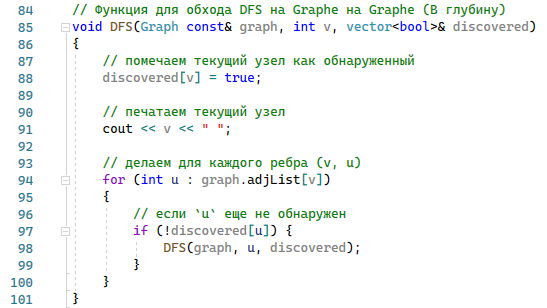 84 // Функция для обхода DFS на Graphe на Graphe (В глубину)
85 void DFS(Graph const& graph, int v, vector<bool>& discovered)
86 {
87 // помечаем текущий узел как обнаруженный
88 discovered[v] = true;
89
90 // печатаем текущий узел
91 cout << v << " ";
92
93 // делаем для каждого ребра (v, u)
94 for (int u : graph.adjList[v])
95 {
96 // если `u` еще не обнаружен
97 if (!discovered[u]) {
98 DFS(graph, u, discovered);
99 }
100 }
101 }